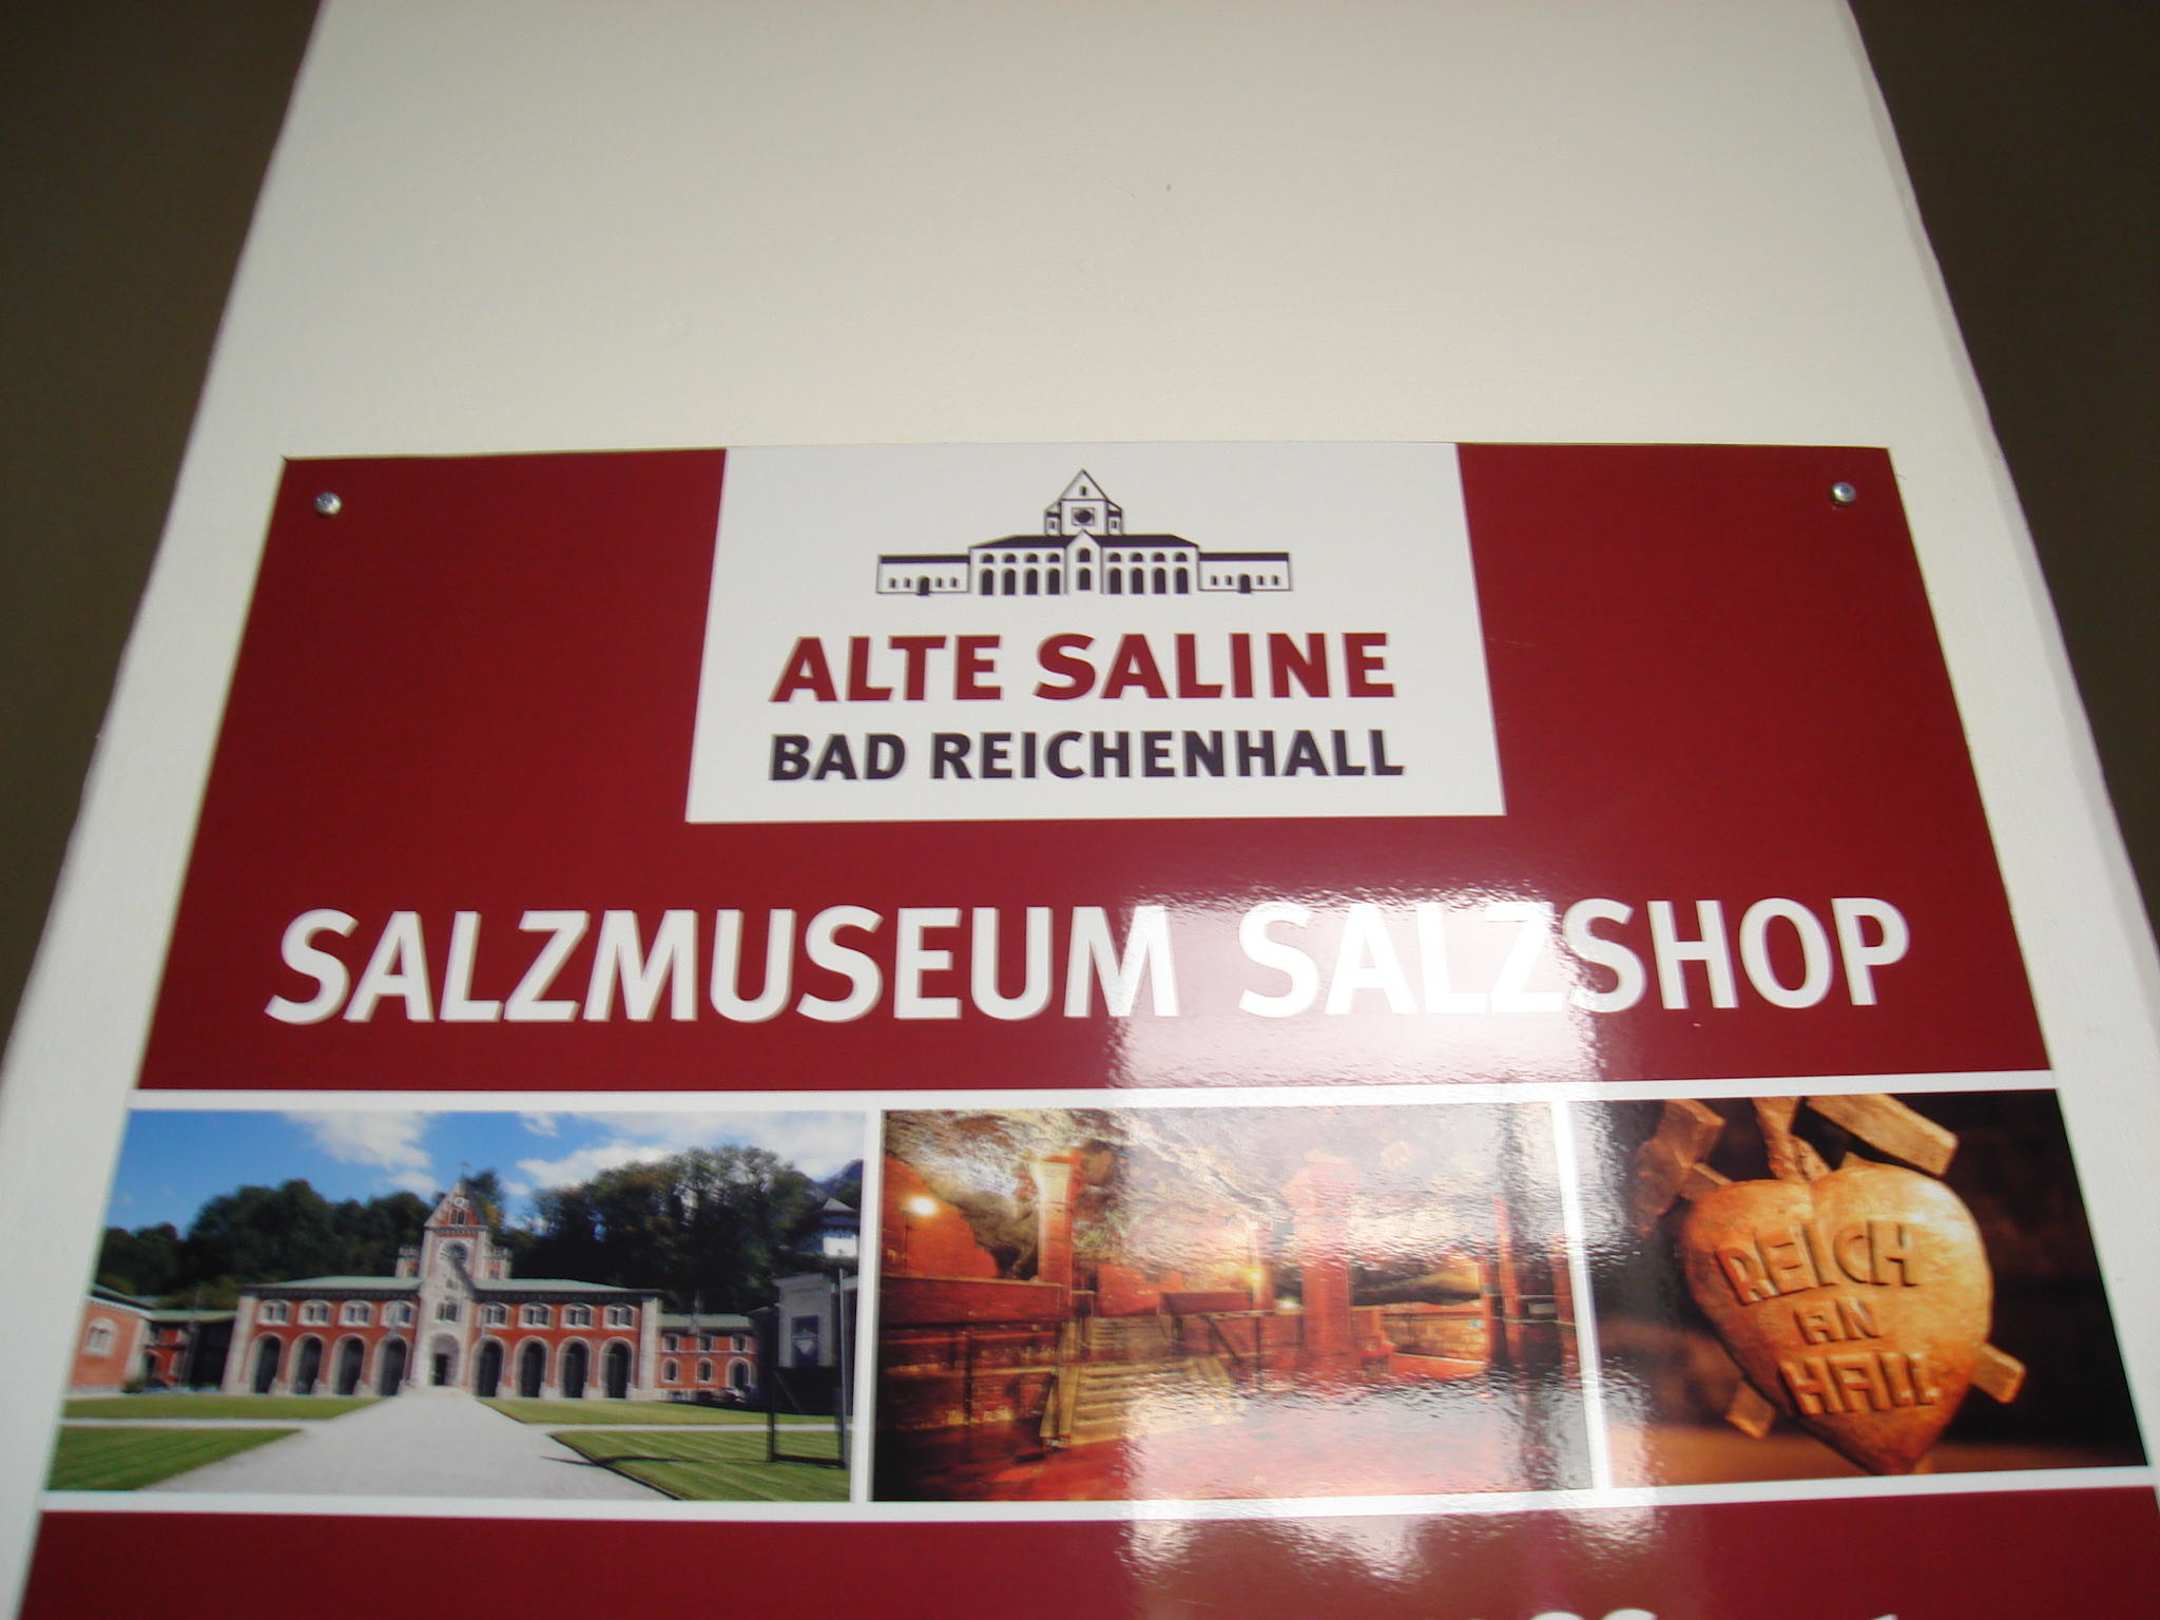 ALTE SALINE
BAD REICHENHALL
SALZMUSEUM SALZSHOP
REICH
AN
HALL